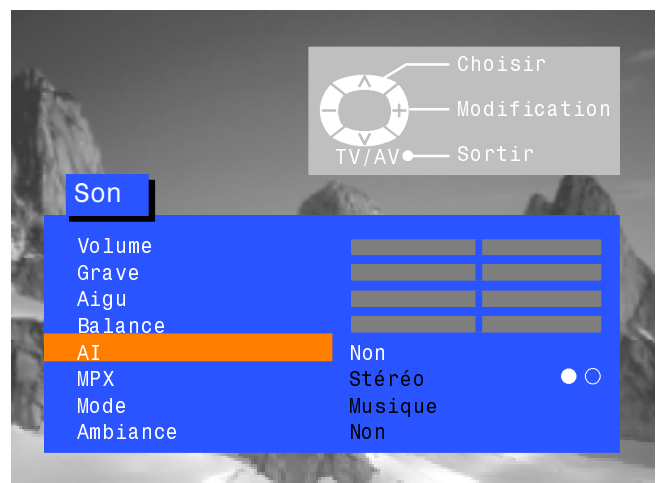 Choisir
Modification
TV/AV Sortir
Son
Volume
Grave
Aigu
Balance
AI Non
MPX Stéréo
Mode Musique
Ambiance Non